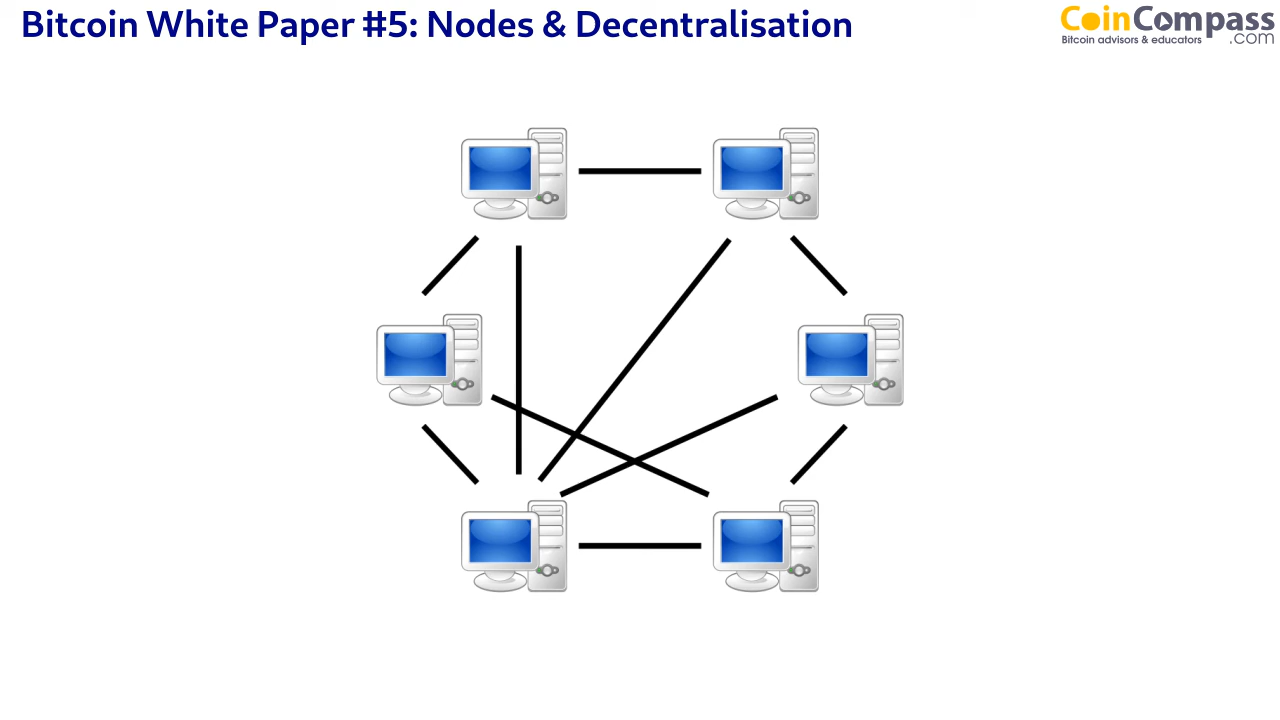 Bitcoin White Paper #5: Nodes & Decentralisation
CoinCompass
Bitcoin advisors & educators .com